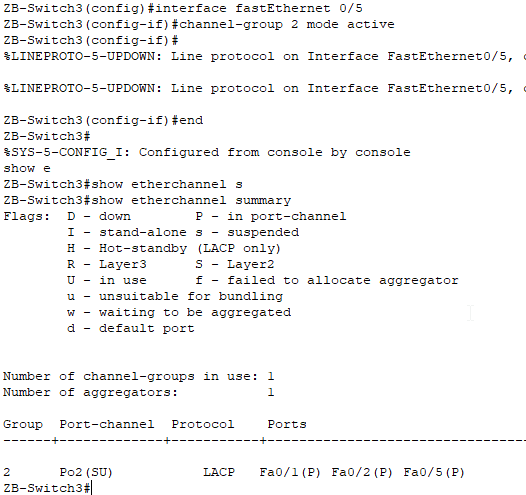 ZB-Switch3(config)#interface fastEthernet 0/5
ZB-Switch3(config-if)#channel-group 2 mode active
ZB-Switch3(config-if)#
%LINEPROTO-5-UPDOWN: Line protocol on Interface FastEthernet0/5,
%LINEPROTO-5-UPDOWN: Line protocol on Interface FastEthernet0/5,
ZB-Switch3(config-if)#end
ZB-Switch3#
%SYS-5-CONFIG_I: Configured from console by console
show e
ZB-Switch3#show etherchannel s
ZB-Switch3#show etherchannel summary
Flags:  D - down        P - in port-channel
        I - stand-alone s - suspended
        H - Hot-standby (LACP only)
        R - Layer3      S - Layer2
        U - in use      f - failed to allocate aggregator
        u - unsuitable for bundling
        w - waiting to be aggregated
        d - default port
Number of channel-groups in use: 1
Number of aggregators:           1
Group  Port-channel  Protocol    Ports
------+-------------+-----------+--------------------------------
2      Po2(SU)           LACP   Fa0/1(P) Fa0/2(P) Fa0/5(P)
ZB-Switch3#